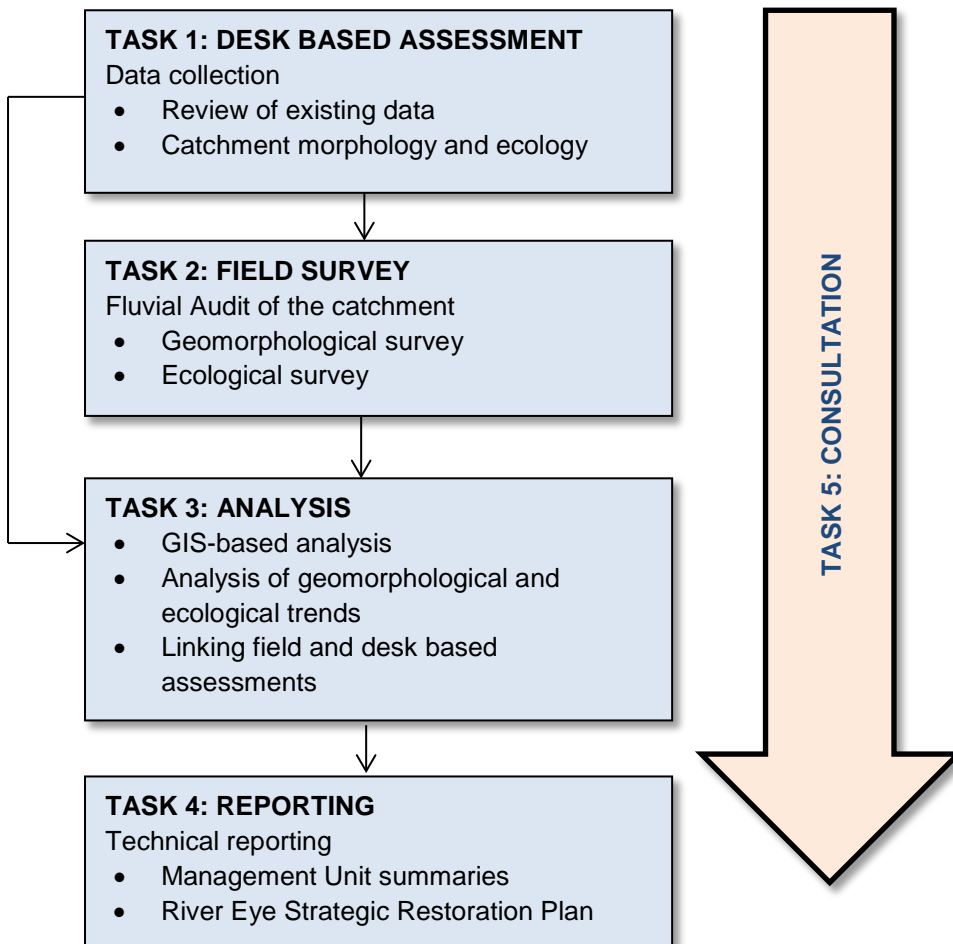 TASK 1: DESK BASED ASSESSMENT
Data collection
• Review of existing data
• Catchment morphology and ecology
TASK 2: FIELD SURVEY
Fluvial Audit of the catchment
• Geomorphological survey
• Ecological survey
TASK 3: ANALYSIS
• GIS-based analysis
• Analysis of geomorphological and
ecological trends
• Linking field and desk based
assessments
TASK 4: REPORTING
Technical reporting
• Management Unit summaries
• River Eye Strategic Restoration Plan
TASK 5: CONSULTATION